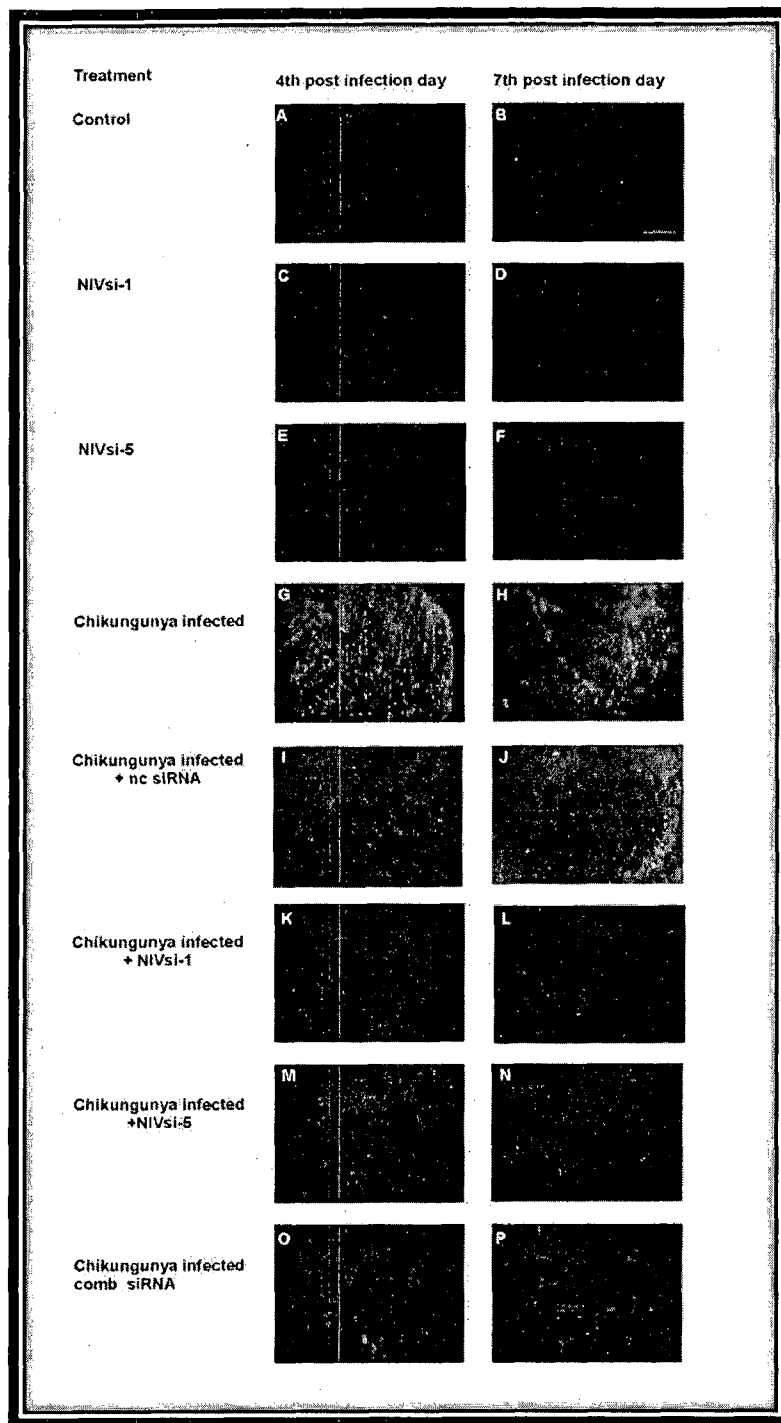 Treatment
4th post infection day
7th post infection day
Control
A
B
NIVsi-1
C
D
NIVsi-5
E
F
Chikungunya infected
G
H
Chikungunya infected
+ nc siRNA
I
J
Chikungunya infected
+ NIVsi-1
K
L
Chikungunya infected
+NIVsi-5
M
N
Chikungunya infected
comb siRNA
O
P